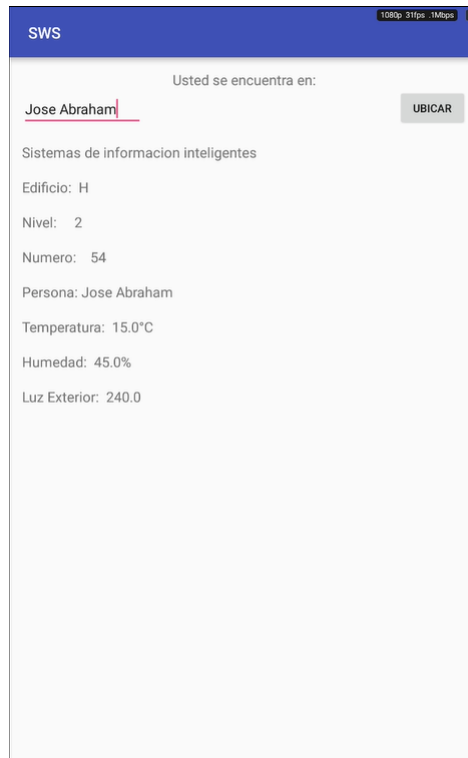 1080p 31fps .1Mbps
SWS
Usted se encuentra en:
Jose Abraham
UBICAR
Sistemas de informacion inteligentes
Edificio: H
Nivel: 2
Numero: 54
Persona: Jose Abraham
Temperatura: 15.0°C
Humedad: 45.0%
Luz Exterior: 240.0